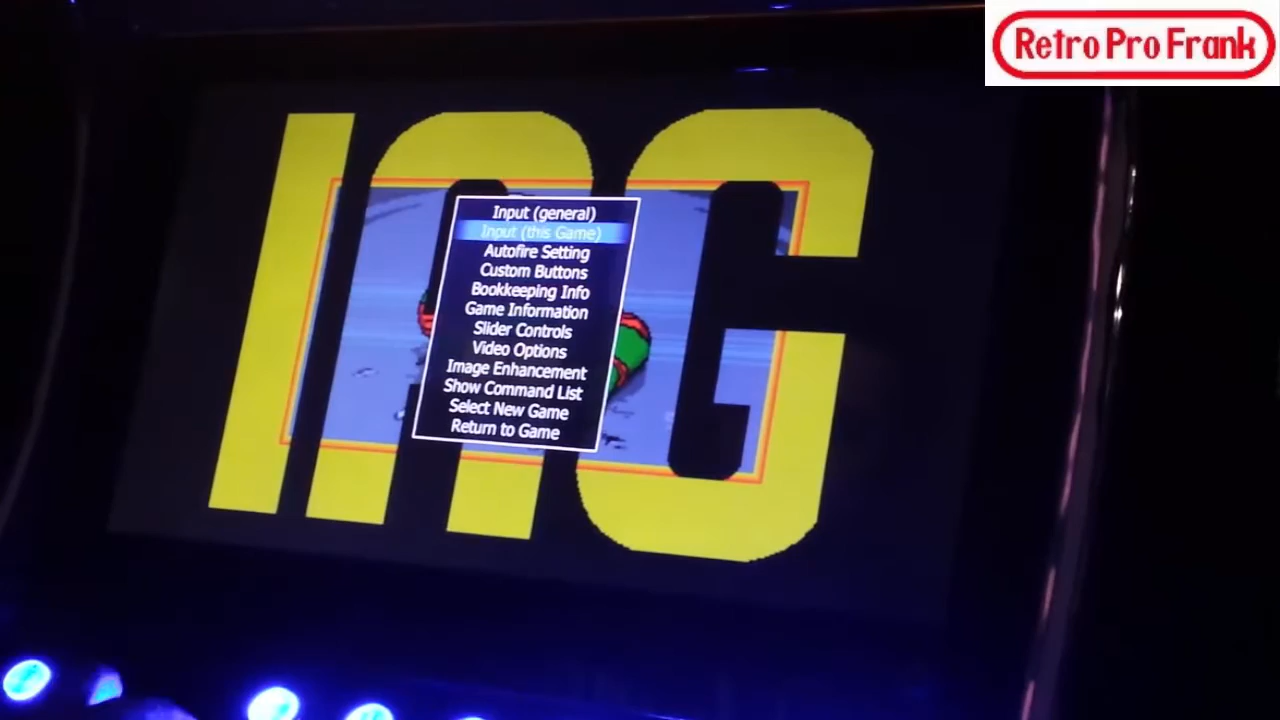 Retro Pro Frank
Input (general)
Input (this Game)
Autofire Setting
Custom Buttons
Bookkeeping Info
Game Information
Slider Controls
Video Options
Image Enhancement
Show Command List
Select New Game
Return to Game